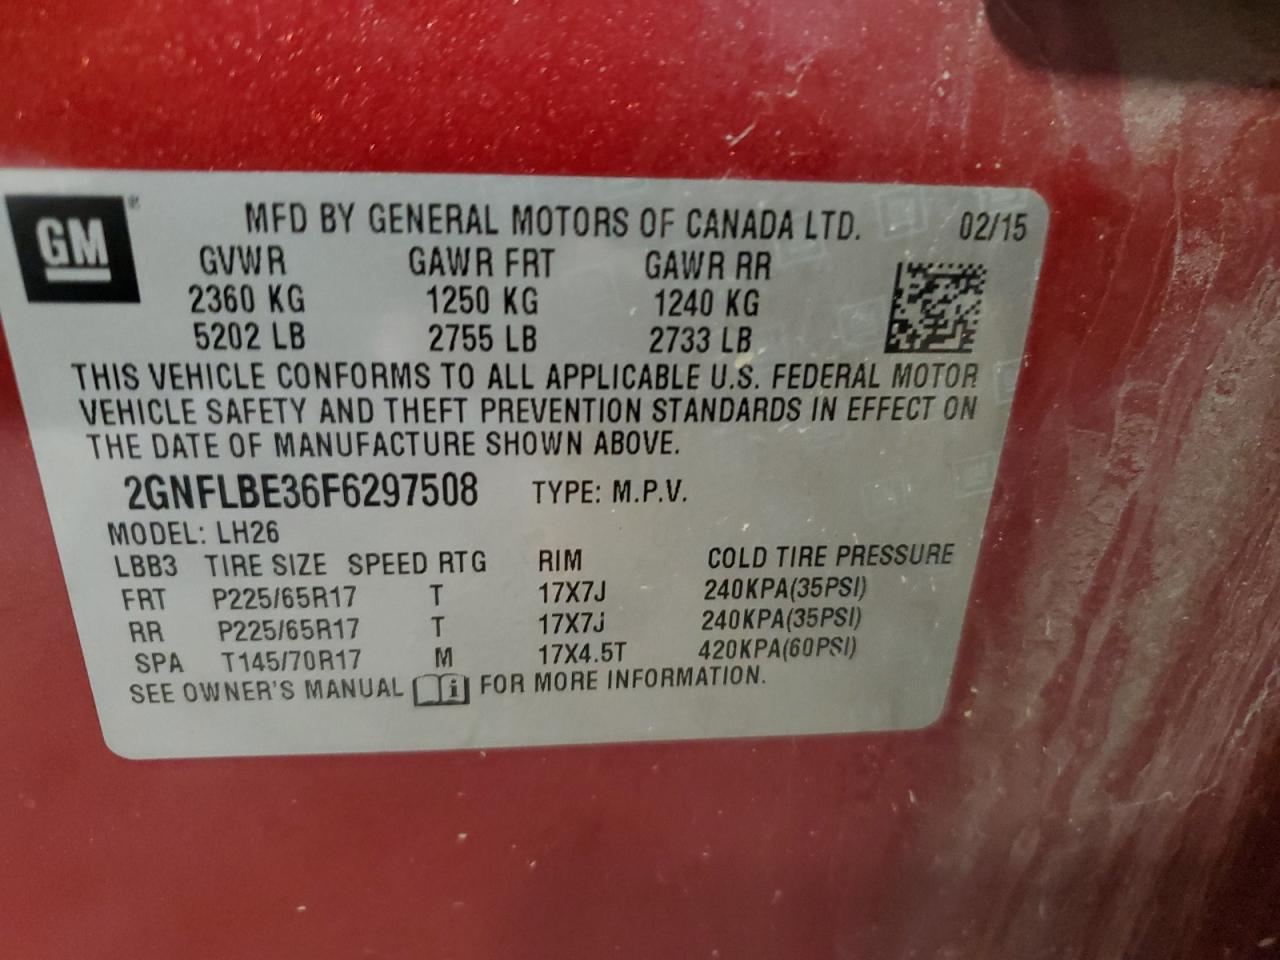 GM ® MFD BY GENERAL MOTORS OF CANADA LTD. 02/15
GVWR GAWR FRT GAWR RR
2360 KG 1250 KG 1240 KG
5202 LB 2755 LB 2733 LB
THIS VEHICLE CONFORMS TO ALL APPLICABLE U.S. FEDERAL MOTOR
VEHICLE SAFETY AND THEFT PREVENTION STANDARDS IN EFFECT ON
THE DATE OF MANUFACTURE SHOWN ABOVE.
2GNFLBE36F6297508 TYPE: M.P.V.
MODEL: LH26
LBB3 TIRE SIZE SPEED RTG RIM COLD TIRE PRESSURE
FRT P225/65R17 T 17X7J 240KPA(35PSI)
RR P225/65R17 T 17X7J 240KPA(35PSI)
SPA T145/70R17 M 17X4.5T 420KPA(60PSI)
SEE OWNER'S MANUAL i FOR MORE INFORMATION.